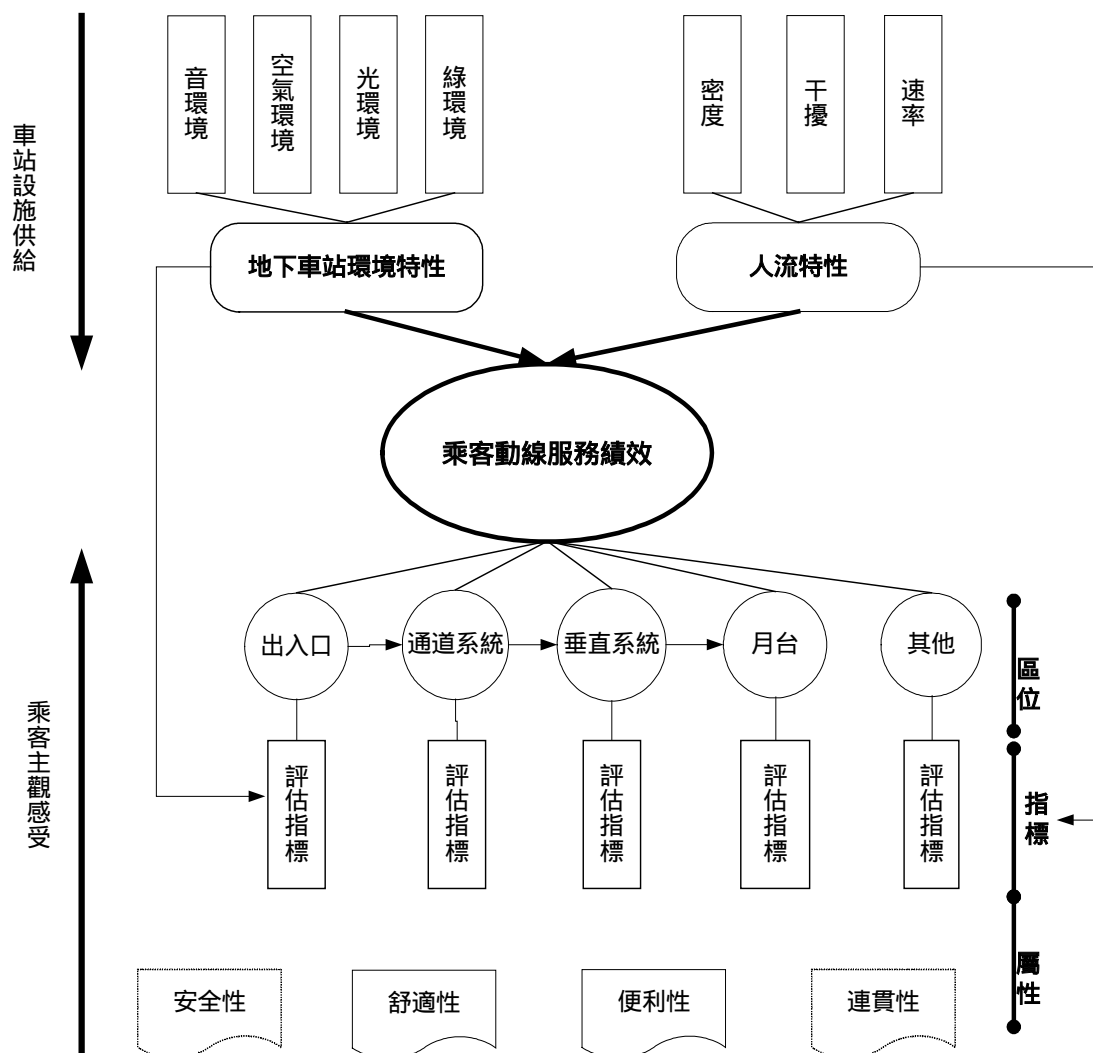 車站設施供給
音環境
空氣環境
光環境
綠環境
密度
干擾
速率
地下車站環境特性
人流特性
乘客動線服務績效
乘客主觀感受
出入口
通道系統
垂直系統
月台
其他
區位
評估指標
評估指標
評估指標
評估指標
評估指標
指標
安全性
舒適性
便利性
連貫性
屬性